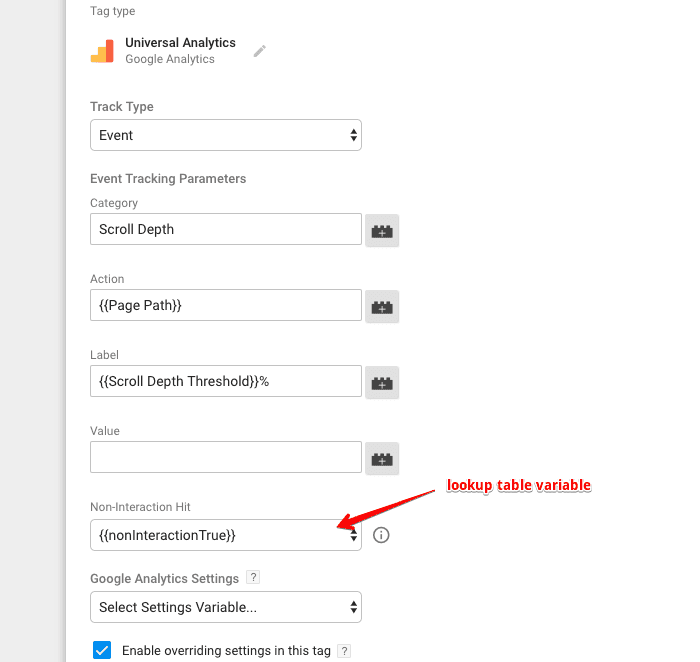 Tag type
Universal Analytics
Google Analytics
Track Type
Event
Event Tracking Parameters
Category
Scroll Depth
Action
{{Page Path}}
Label
{{Scroll Depth Threshold}}%
Value
lookup table variable
Non-Interaction Hit
{{nonInteractionTrue}}
Google Analytics Settings ?
Select Settings Variable...
Enable overriding settings in this tag ?